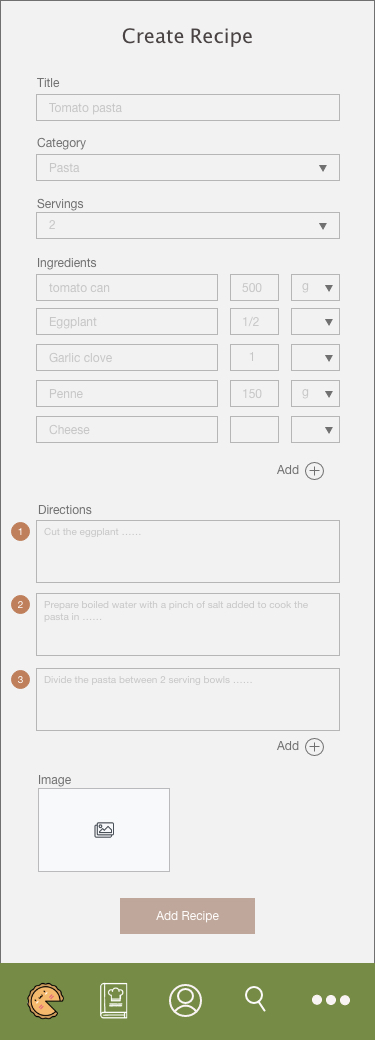 Create Recipe
Title
Tomato pasta
Category
Pasta
Servings
2
Ingredients
tomato can 500 g
Eggplant 1/2
Garlic clove 1
Penne 150 g
Cheese
Add
Directions
1 Cut the eggplant ......
2 Prepare boiled water with a pinch of salt added to cook the
pasta in ......
3 Divide the pasta between 2 serving bowls ......
Add
Image
Add Recipe